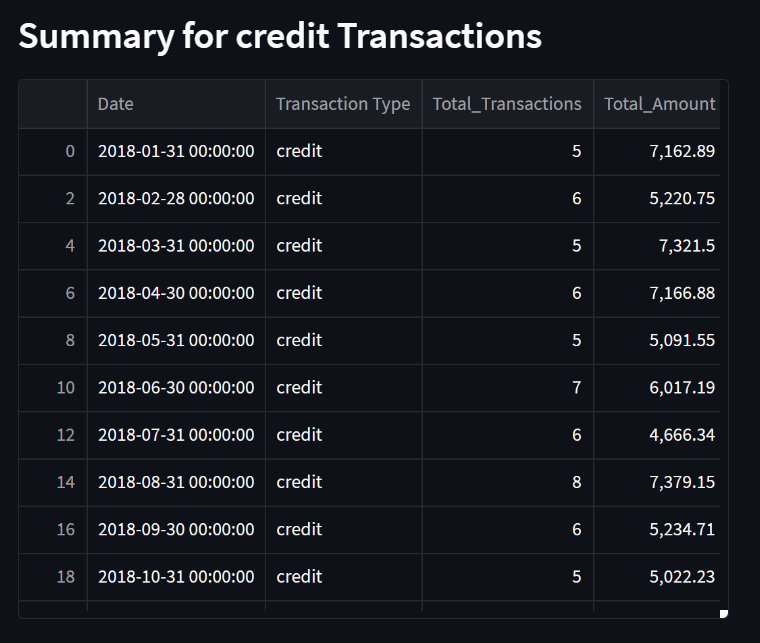 Summary for credit Transactions
Date Transaction Type Total_Transactions Total_Amount
0 2018-01-31 00:00:00 credit 5 7,162.89
2 2018-02-28 00:00:00 credit 6 5,220.75
4 2018-03-31 00:00:00 credit 5 7,321.5
6 2018-04-30 00:00:00 credit 6 7,166.88
8 2018-05-31 00:00:00 credit 5 5,091.55
10 2018-06-30 00:00:00 credit 7 6,017.19
12 2018-07-31 00:00:00 credit 6 4,666.34
14 2018-08-31 00:00:00 credit 8 7,379.15
16 2018-09-30 00:00:00 credit 6 5,234.71
18 2018-10-31 00:00:00 credit 5 5,022.23